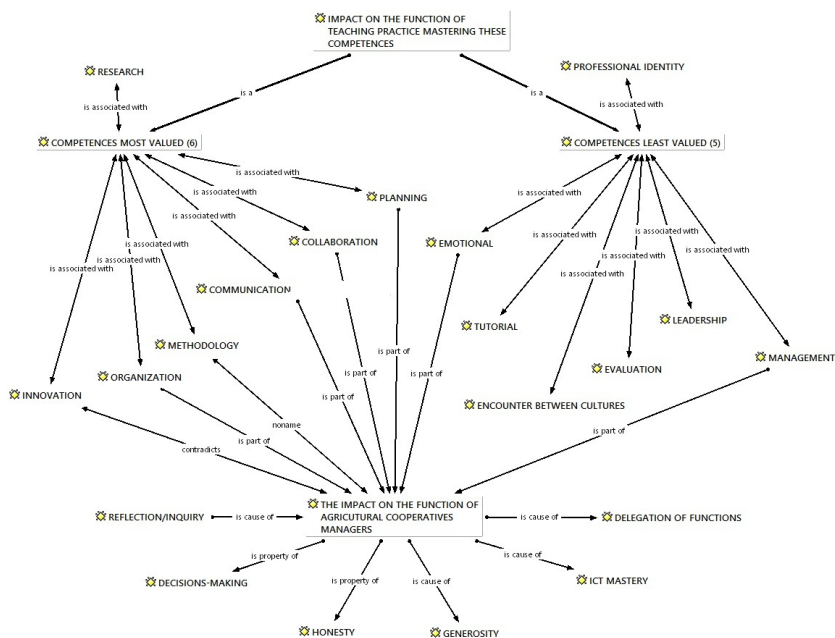 IMPACT ON THE FUNCTION OF
TEACHING PRACTICE MASTERING THESE
COMPETENCES
RESEARCH
PROFESSIONAL IDENTITY
is a
is a
is associated with
is associated with
COMPETENCES MOST VALUED (6)
COMPETENCES LEAST VALUED (5)
is associated with
PLANNING
is associated with
is associated with
is associated with
is associated with
is associated with
COLLABORATION
EMOTIONAL
is associated with
is associated with
is associated with
is associated with
is associated with
is associated with
COMMUNICATION
TUTORIAL
LEADERSHIP
METHODOLOGY
is part of
MANAGEMENT
ORGANIZATION
is part of
is part of
EVALUATION
INNOVATION
is part of
ENCOUNTER BETWEEN CULTURES
noname
is part of
contradicts
is part of
THE IMPACT ON THE FUNCTION OF
AGRICUTURAL COOPERATIVES
MANAGERS
REFLECTION/INQUIRY
is cause of
is cause of
DELEGATION OF FUNCTIONS
is property of
is cause of
DECISIONS-MAKING
is property of
is cause of
ICT MASTERY
HONESTY
GENEROSITY